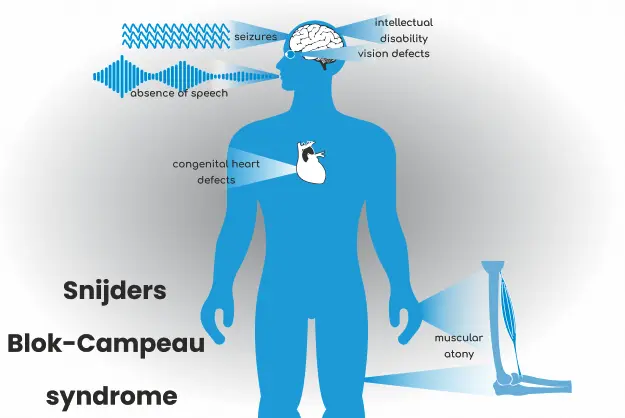 seizures
intellectual
disability
vision defects
absence of speech
congenital heart
defects
Snijders
Blok-Campeau
syndrome
muscular
atony